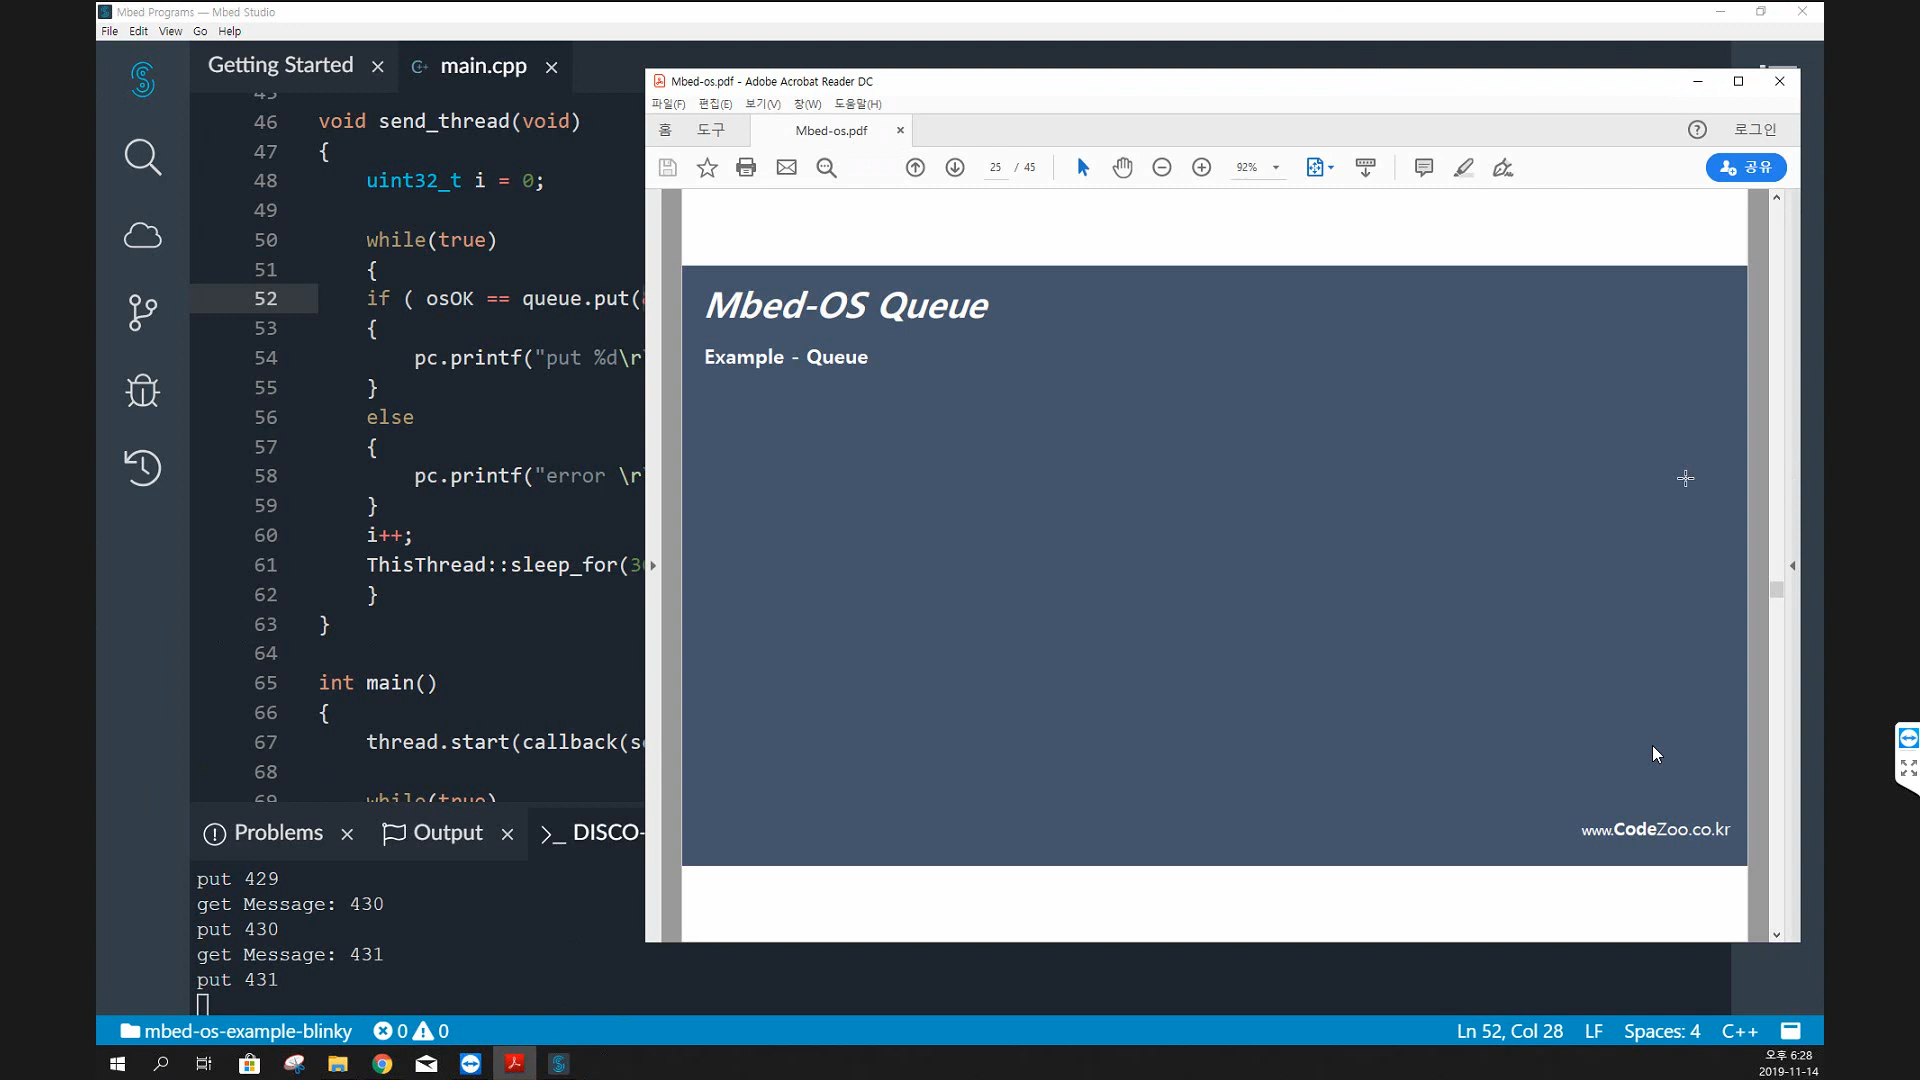 Mbed Programs — Mbed Studio
File Edit View Go Help
Getting Started × main.cpp ×
46 void send_thread(void)
47 {
48 uint32_t i = 0;
49
50 while(true)
51 {
52 if ( osOK == queue.put(
53 {
54 pc.printf("put %d\r
55 }
56 else
57 {
58 pc.printf("error \r
59 }
60 i++;
61 ThisThread::sleep_for(3
62 }
63 }
64
65 int main()
66 {
67 thread.start(callback(s
68
69 while(true)
Problems × Output × >_ DISCO-
put 429
get Message: 430
put 430
get Message: 431
put 431
mbed-os-example-blinky 0 0 Ln 52, Col 28 LF Spaces: 4 C++
Mbed-os.pdf - Adobe Acrobat Reader DC
파일(F) 편집(E) 보기(V) 창(W) 도움말(H)
홈 도구 Mbed-os.pdf × 로그인
25 / 45 92% 공유
Mbed-OS Queue
Example - Queue
www.CodeZoo.co.kr
오후 6:28
2019-11-14